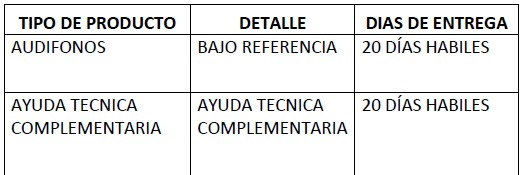 TIPO DE PRODUCTO DETALLE DIAS DE ENTREGA
AUDIFONOS BAJO REFERENCIA 20 DÍAS HABILES
AYUDA TECNICA AYUDA TECNICA 20 DÍAS HABILES
COMPLEMENTARIA COMPLEMENTARIA